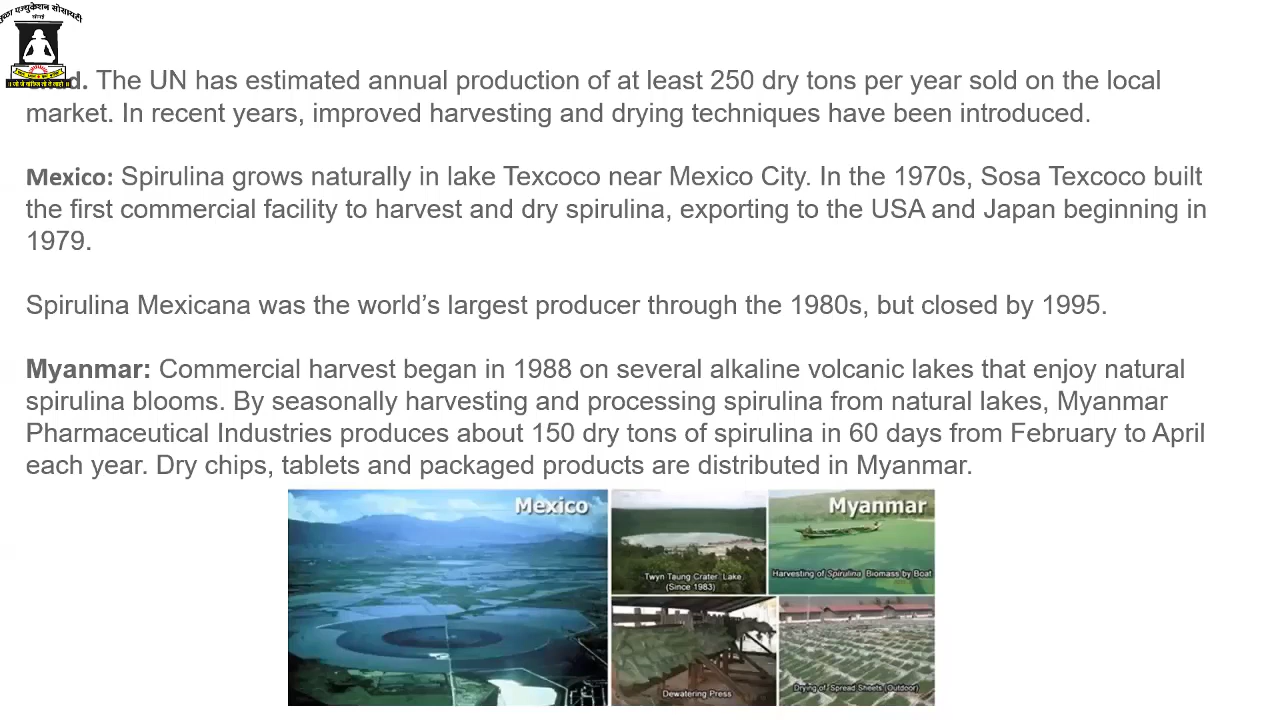 ुळ्ळा एज्युकेशन सोसायटी
d. The UN has estimated annual production of at least 250 dry tons per year sold on the local
market. In recent years, improved harvesting and drying techniques have been introduced.
Mexico: Spirulina grows naturally in lake Texcoco near Mexico City. In the 1970s, Sosa Texcoco built
the first commercial facility to harvest and dry spirulina, exporting to the USA and Japan beginning in
1979.
Spirulina Mexicana was the world’s largest producer through the 1980s, but closed by 1995.
Myanmar: Commercial harvest began in 1988 on several alkaline volcanic lakes that enjoy natural
spirulina blooms. By seasonally harvesting and processing spirulina from natural lakes, Myanmar
Pharmaceutical Industries produces about 150 dry tons of spirulina in 60 days from February to April
each year. Dry chips, tablets and packaged products are distributed in Myanmar.
Mexico
Myanmar
Twyn Taung Crater Lake
(Since 1983)
Harvesting of Spirulina Biomass by Boat
Dewatering Press
Drying of Spread Sheets (Outdoor)